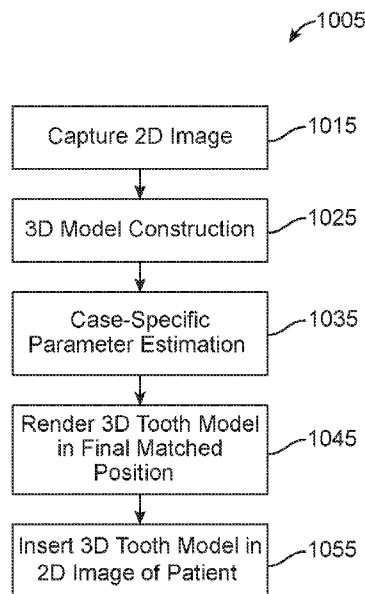 1005
Capture 2D Image
1015
3D Model Construction
1025
Case-Specific
Parameter Estimation
1035
Render 3D Tooth Model
in Final Matched
Position
1045
Insert 3D Tooth Model in
2D Image of Patient
1055